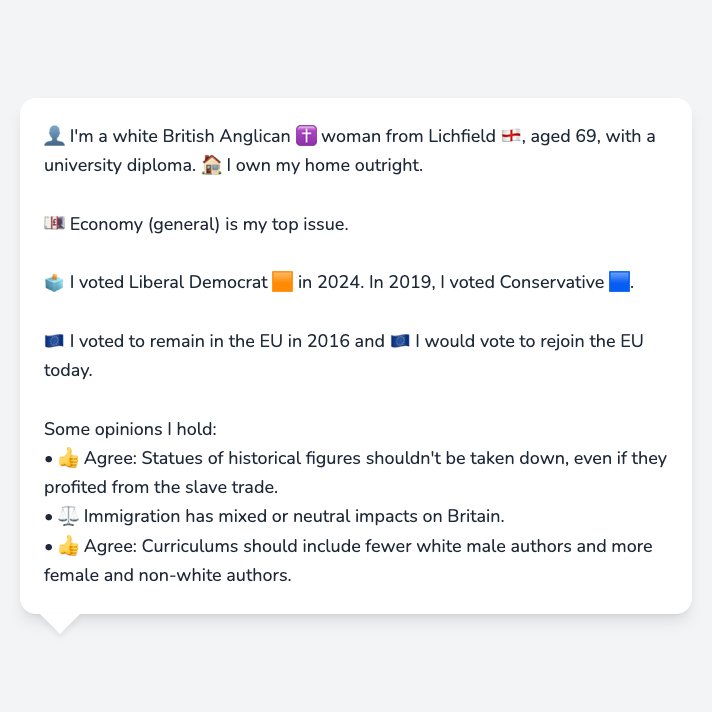 👤 I'm a white British Anglican ✝️ woman from Lichfield 🏴󠁧󠁢󠁥󠁮󠁧󠁿, aged 69, with a
university diploma. 🏠 I own my home outright.
💷 Economy (general) is my top issue.
🗳️ I voted Liberal Democrat 🟧 in 2024. In 2019, I voted Conservative 🟦.
🇪🇺 I voted to remain in the EU in 2016 and 🇪🇺 I would vote to rejoin the EU
today.
Some opinions I hold:
• 👍 Agree: Statues of historical figures shouldn't be taken down, even if they
profited from the slave trade.
• ⚖️ Immigration has mixed or neutral impacts on Britain.
• 👍 Agree: Curriculums should include fewer white male authors and more
female and non-white authors.